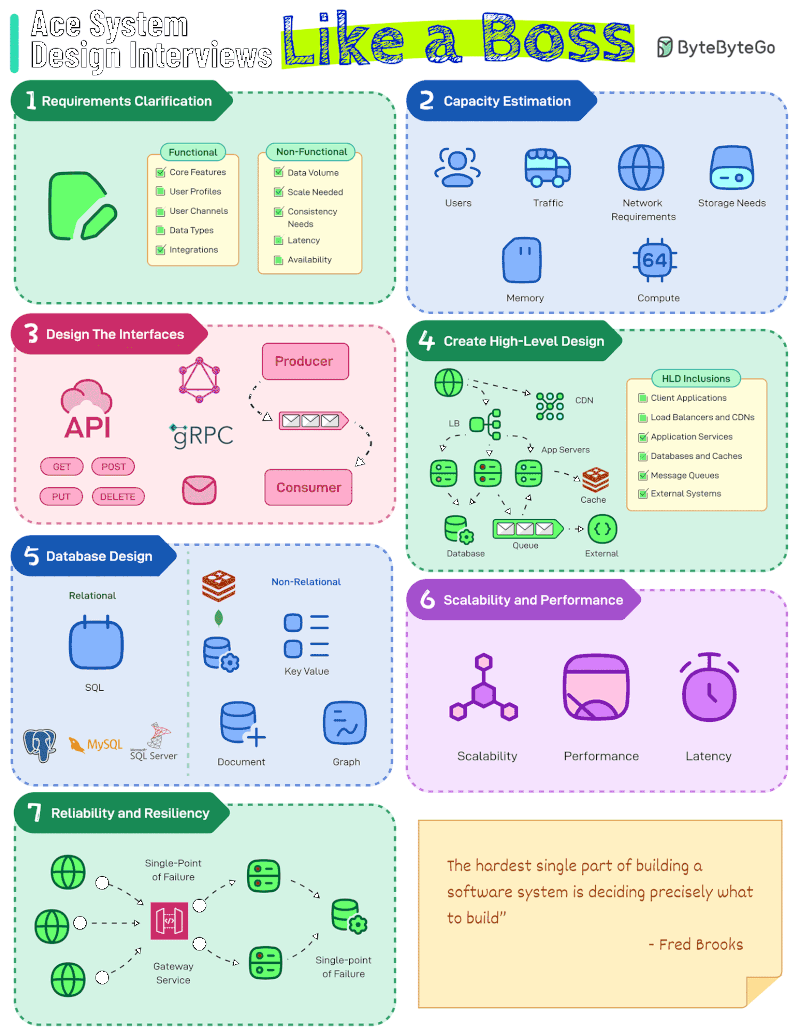 Ace System
Design Interviews
Like a Boss
ByteByteGo
1 Requirements Clarification
Functional
Core Features
User Profiles
User Channels
Data Types
Integrations
Non-Functional
Data Volume
Scale Needed
Consistency
Needs
Latency
Availability
2 Capacity Estimation
Users
Traffic
Network
Requirements
Storage Needs
Memory
64
Compute
3 Design The Interfaces
API
GET
POST
PUT
DELETE
gRPC
Producer
Consumer
4 Create High-Level Design
CDN
LB
App Servers
Cache
Database
Queue
External
HLD Inclusions
Client Applications
Load Balancers and CDNs
Application Services
Databases and Caches
Message Queues
External Systems
5 Database Design
Relational
SQL
MySQL
SQL Server
Non-Relational
Key Value
Document
Graph
6 Scalability and Performance
Scalability
Performance
Latency
7 Reliability and Resiliency
Single-Point
of Failure
Gateway
Service
Single-point
of Failure
The hardest single part of building a
software system is deciding precisely what
to build”
- Fred Brooks